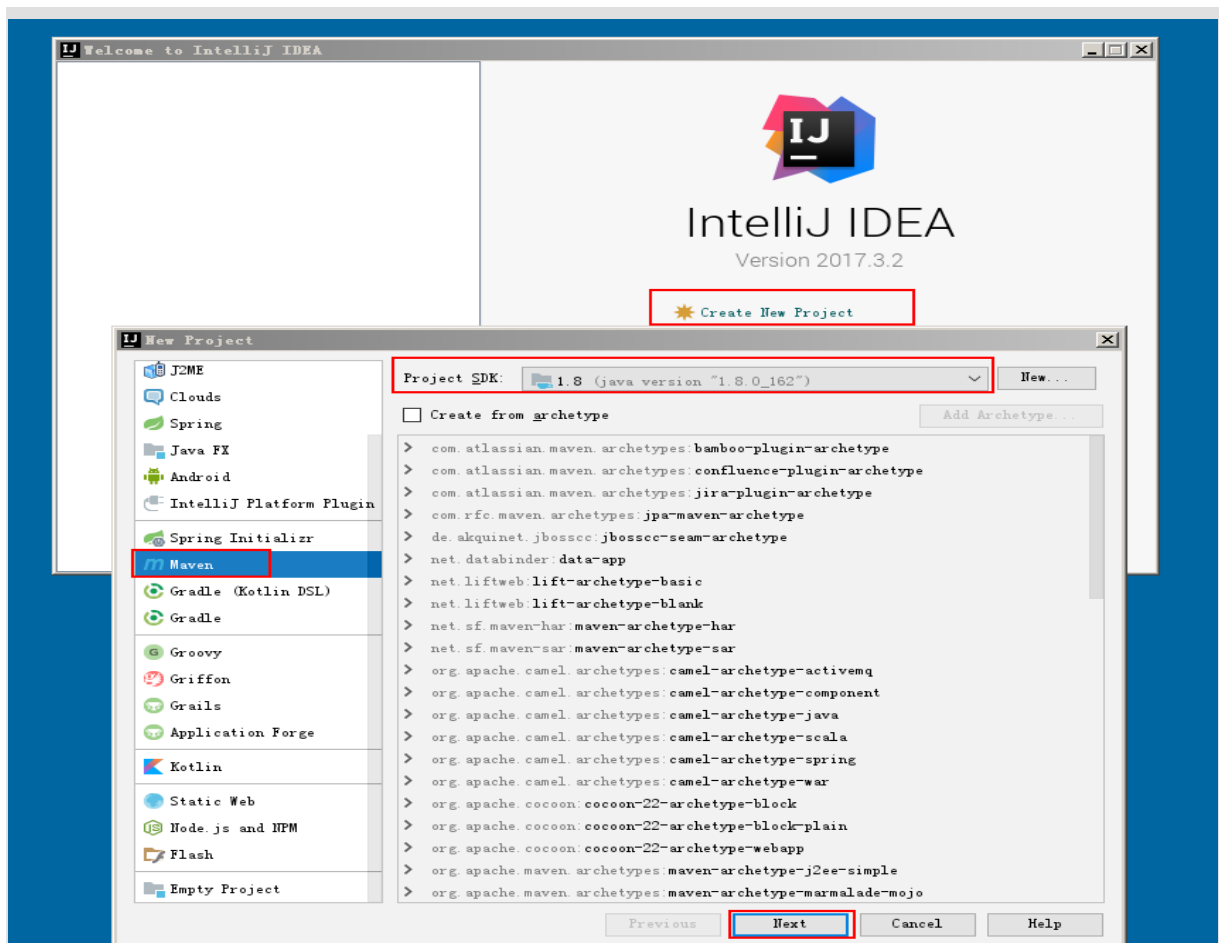 Welcome to IntelliJ IDEA
IJ
IntelliJ IDEA
Version 2017.3.2
Create New Project
New Project
J2ME
Clouds
Spring
Java FX
Android
IntelliJ Platform Plugin
Spring Initializr
Maven
Gradle (Kotlin DSL)
Gradle
Groovy
Griffon
Grails
Application Forge
Kotlin
Static Web
Node.js and NPM
Flash
Empty Project
Project SDK: 1.8 (java version "1.8.0_162") New...
Create from archetype Add Archetype...
com.atlassian.maven.archetypes:bamboo-plugin-archetype
com.atlassian.maven.archetypes:confluence-plugin-archetype
com.atlassian.maven.archetypes:jira-plugin-archetype
com.rfc.maven.archetypes:jpa-maven-archetype
de.akquinet.jbosscc:jbosscc-seam-archetype
net.databinder:data-app
net.liftweb:lift-archetype-basic
net.liftweb:lift-archetype-blank
net.sf.maven-har:maven-archetype-har
net.sf.maven-sar:maven-archetype-sar
org.apache.camel.archetypes:camel-archetype-activemq
org.apache.camel.archetypes:camel-archetype-component
org.apache.camel.archetypes:camel-archetype-java
org.apache.camel.archetypes:camel-archetype-scala
org.apache.camel.archetypes:camel-archetype-spring
org.apache.camel.archetypes:camel-archetype-war
org.apache.cocoon:cocoon-22-archetype-block
org.apache.cocoon:cocoon-22-archetype-block-plain
org.apache.cocoon:cocoon-22-archetype-webapp
org.apache.maven.archetypes:maven-archetype-j2ee-simple
org.apache.maven.archetypes:maven-archetype-marmalade-mojo
Previous Next Cancel Help